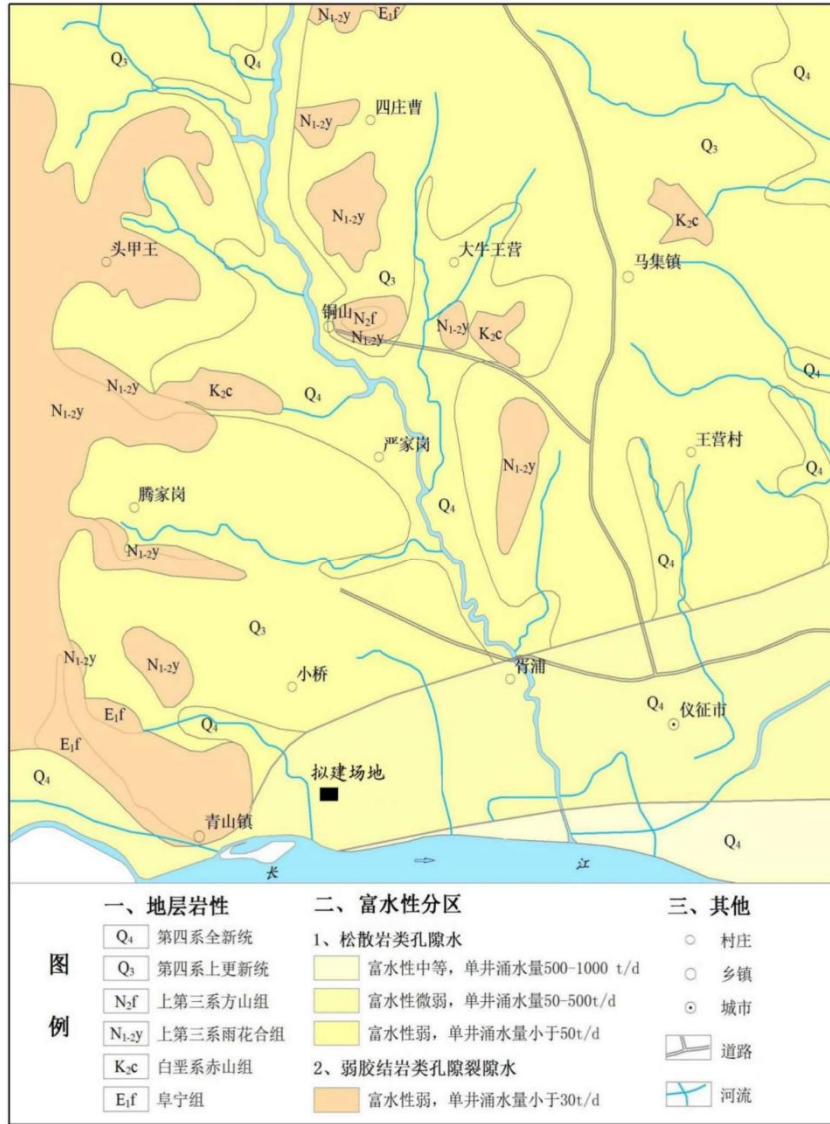 N₁₋₂y
E₁f
Q₃
Q₄
Q₄
N₁₋₂y
四庄曹
Q₃
N₁₋₂y
K₂c
头甲王
大牛王营
马集镇
Q₃
铜山
N₂f
N₁₋₂y
N₁₋₂y
K₂c
N₁₋₂y
K₂c
Q₄
Q₄
N₁₋₂y
严家岗
N₁₋₂y
王营村
Q₄
腾家岗
Q₄
N₁₋₂y
Q₄
Q₃
N₁₋₂y
N₁₋₂y
小桥
胥浦
E₁f
Q₄
Q₄
仪征市
E₁f
Q₄
拟建场地
青山镇
Q₄
长
江
图
例
一、地层岩性
Q₄ 第四系全新统
Q₃ 第四系上更新统
N₂f 上第三系方山组
N₁₋₂y 上第三系雨花合组
K₂c 白垩系赤山组
E₁f 阜宁组
二、富水性分区
1、松散岩类孔隙水
富水性中等，单井涌水量500-1000 t/d
富水性微弱，单井涌水量50-500t/d
富水性弱，单井涌水量小于50t/d
2、弱胶结岩类孔隙裂隙水
富水性弱，单井涌水量小于30t/d
三、其他
村庄
乡镇
城市
道路
河流